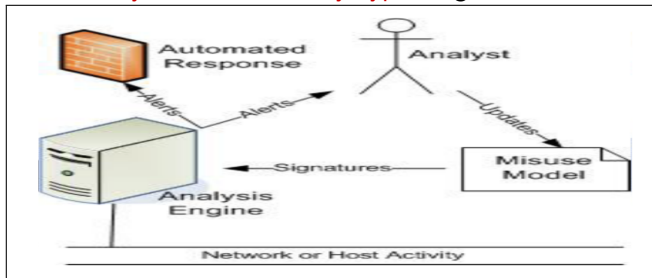 Automated
Response
Analyst
Alerts
Alerts
Updates
Signatures
Misuse
Model
Analysis
Engine
Network or Host Activity